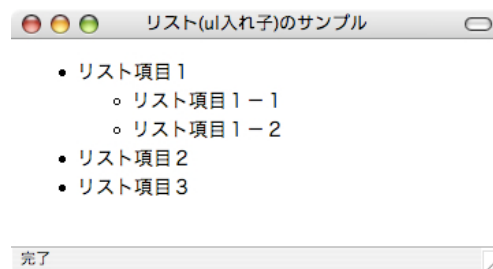 リスト(ul入れ子)のサンプル
リスト項目１
リスト項目１－１
リスト項目１－２
リスト項目２
リスト項目３
完了